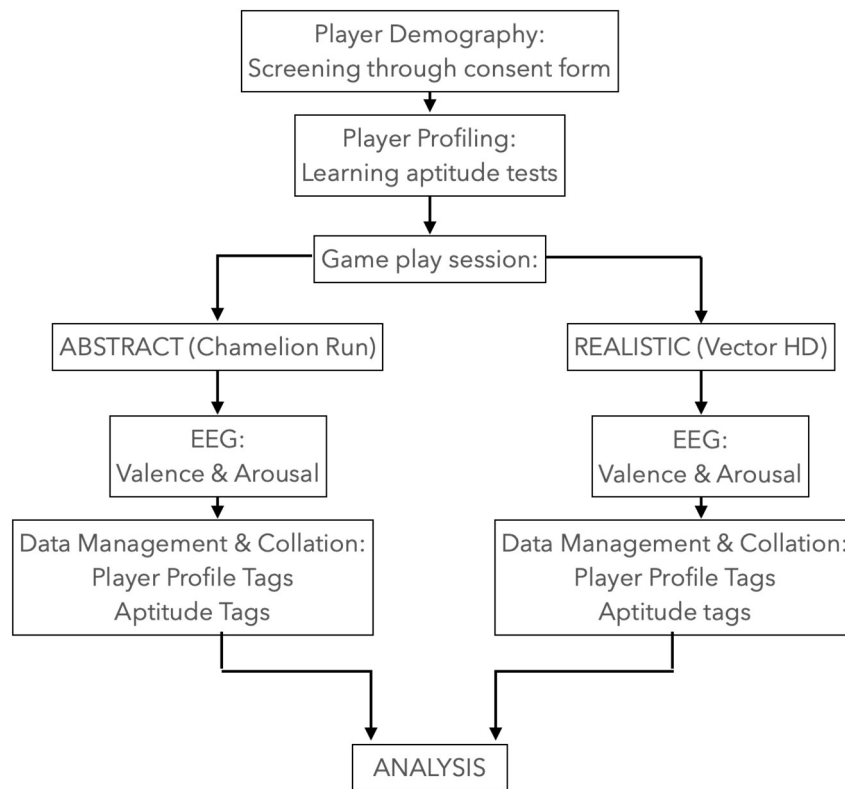 Player Demography:
Screening through consent form
Player Profiling:
Learning aptitude tests
Game play session:
ABSTRACT (Chamelion Run)
REALISTIC (Vector HD)
EEG:
Valence & Arousal
EEG:
Valence & Arousal
Data Management & Collation:
Player Profile Tags
Aptitude Tags
Data Management & Collation:
Player Profile Tags
Aptitude tags
ANALYSIS